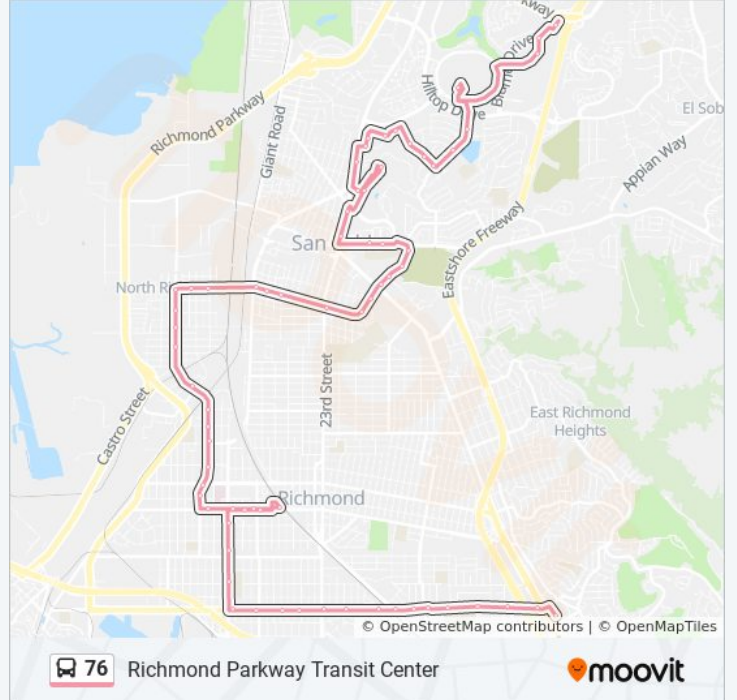 kway
Drive
Hilltop D
Richmond Parkway
Giant Road
El Sob
Appian Way
San
Eastshore Freeway
North R
23rd Street
Castro Street
East Richmond
Heights
Richmond
© OpenStreetMap contributors | © OpenMapTiles
76 Richmond Parkway Transit Center
moovit